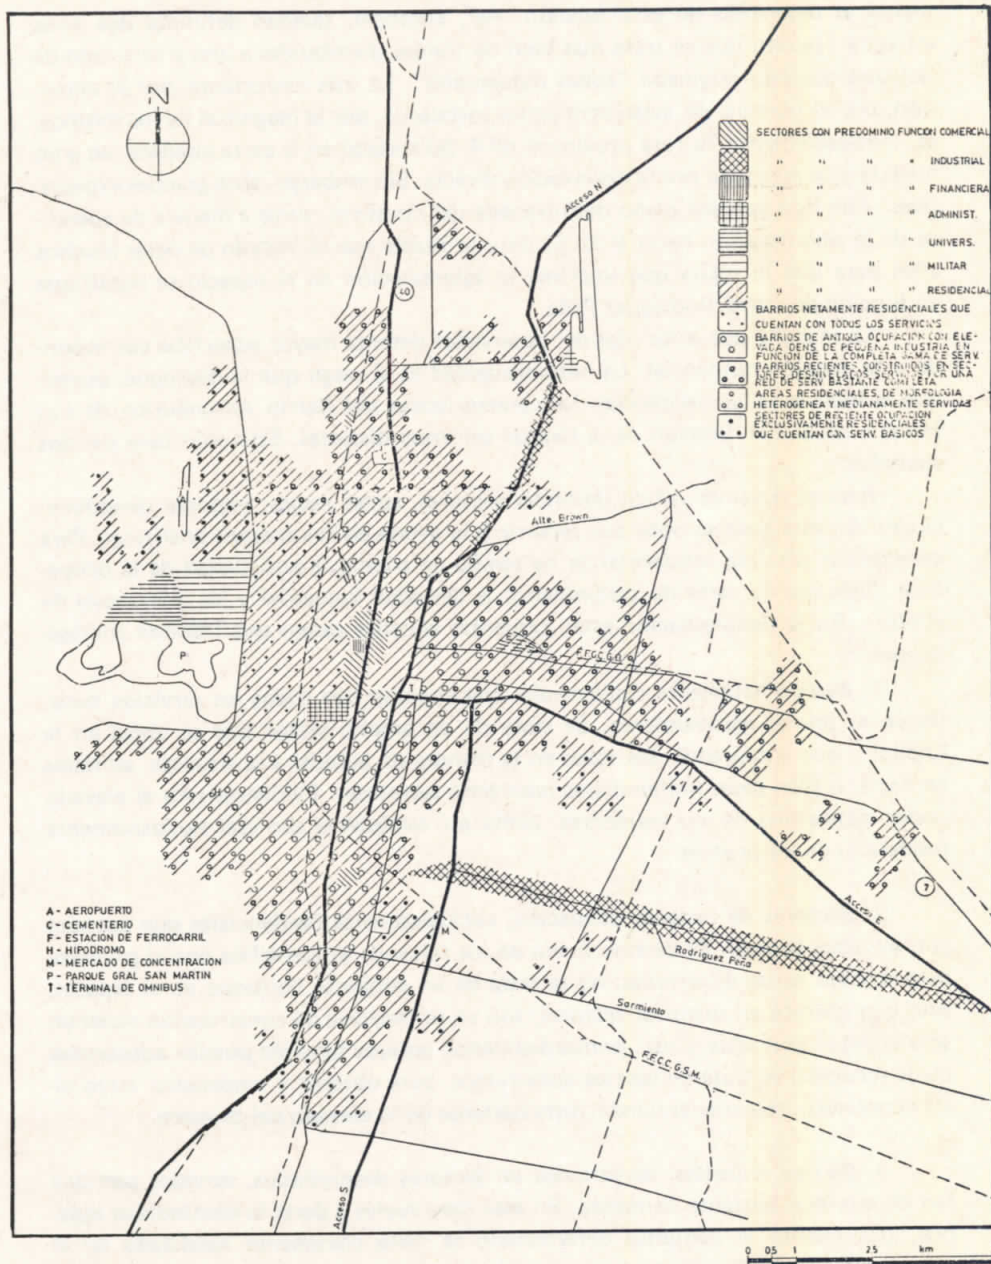 N
SECTORES CON PREDOMINIO FUNCION COMERCIAL
" " " " INDUSTRIAL
" " " " FINANCIERA
" " " " ADMINIST.
" " " " UNIVERS.
" " " " MILITAR
" " " " RESIDENCIAL
BARRIOS NETAMENTE RESIDENCIALES QUE
CUENTAN CON TODOS LOS SERVICIOS
BARRIOS DE ANTIGUA OCUPACION CON ELE-
VADA DENS DE PEQUEÑA INDUSTRIA EN
FUNCION DE LA COMPLETA GAMA DE SERV.
BARRIOS RECIENTES CONSTRUIDOS EN SEC-
TORES DESNIVELADOS, SERVIDOS POR UNA
RED DE SERV BASTANTE COMPLETA
AREAS RESIDENCIALES, DE MORFOLOGIA
HETEROGENEA Y MEDIANAMENTE SERVIDAS
SECTORES DE RECIENTE OCUPACION
EXCLUSIVAMENTE RESIDENCIALES
QUE CUENTAN CON SERV. BASICOS
Acceso N
40
C
Alte. Brown
F.F.C.C.G.B.
P
T
H
7
Acceso E
A - AEROPUERTO
C - CEMENTERIO
F - ESTACIÓN DE FERROCARRIL
H - HIPODROMO
M - MERCADO DE CONCENTRACION
P - PARQUE GRAL SAN MARTIN
T - TERMINAL DE OMNIBUS
C
M
Rodriguez Peña
Sarmiento
F.F.C.C.G.S.M.
Acceso S
0 0.5 1 2.5 km